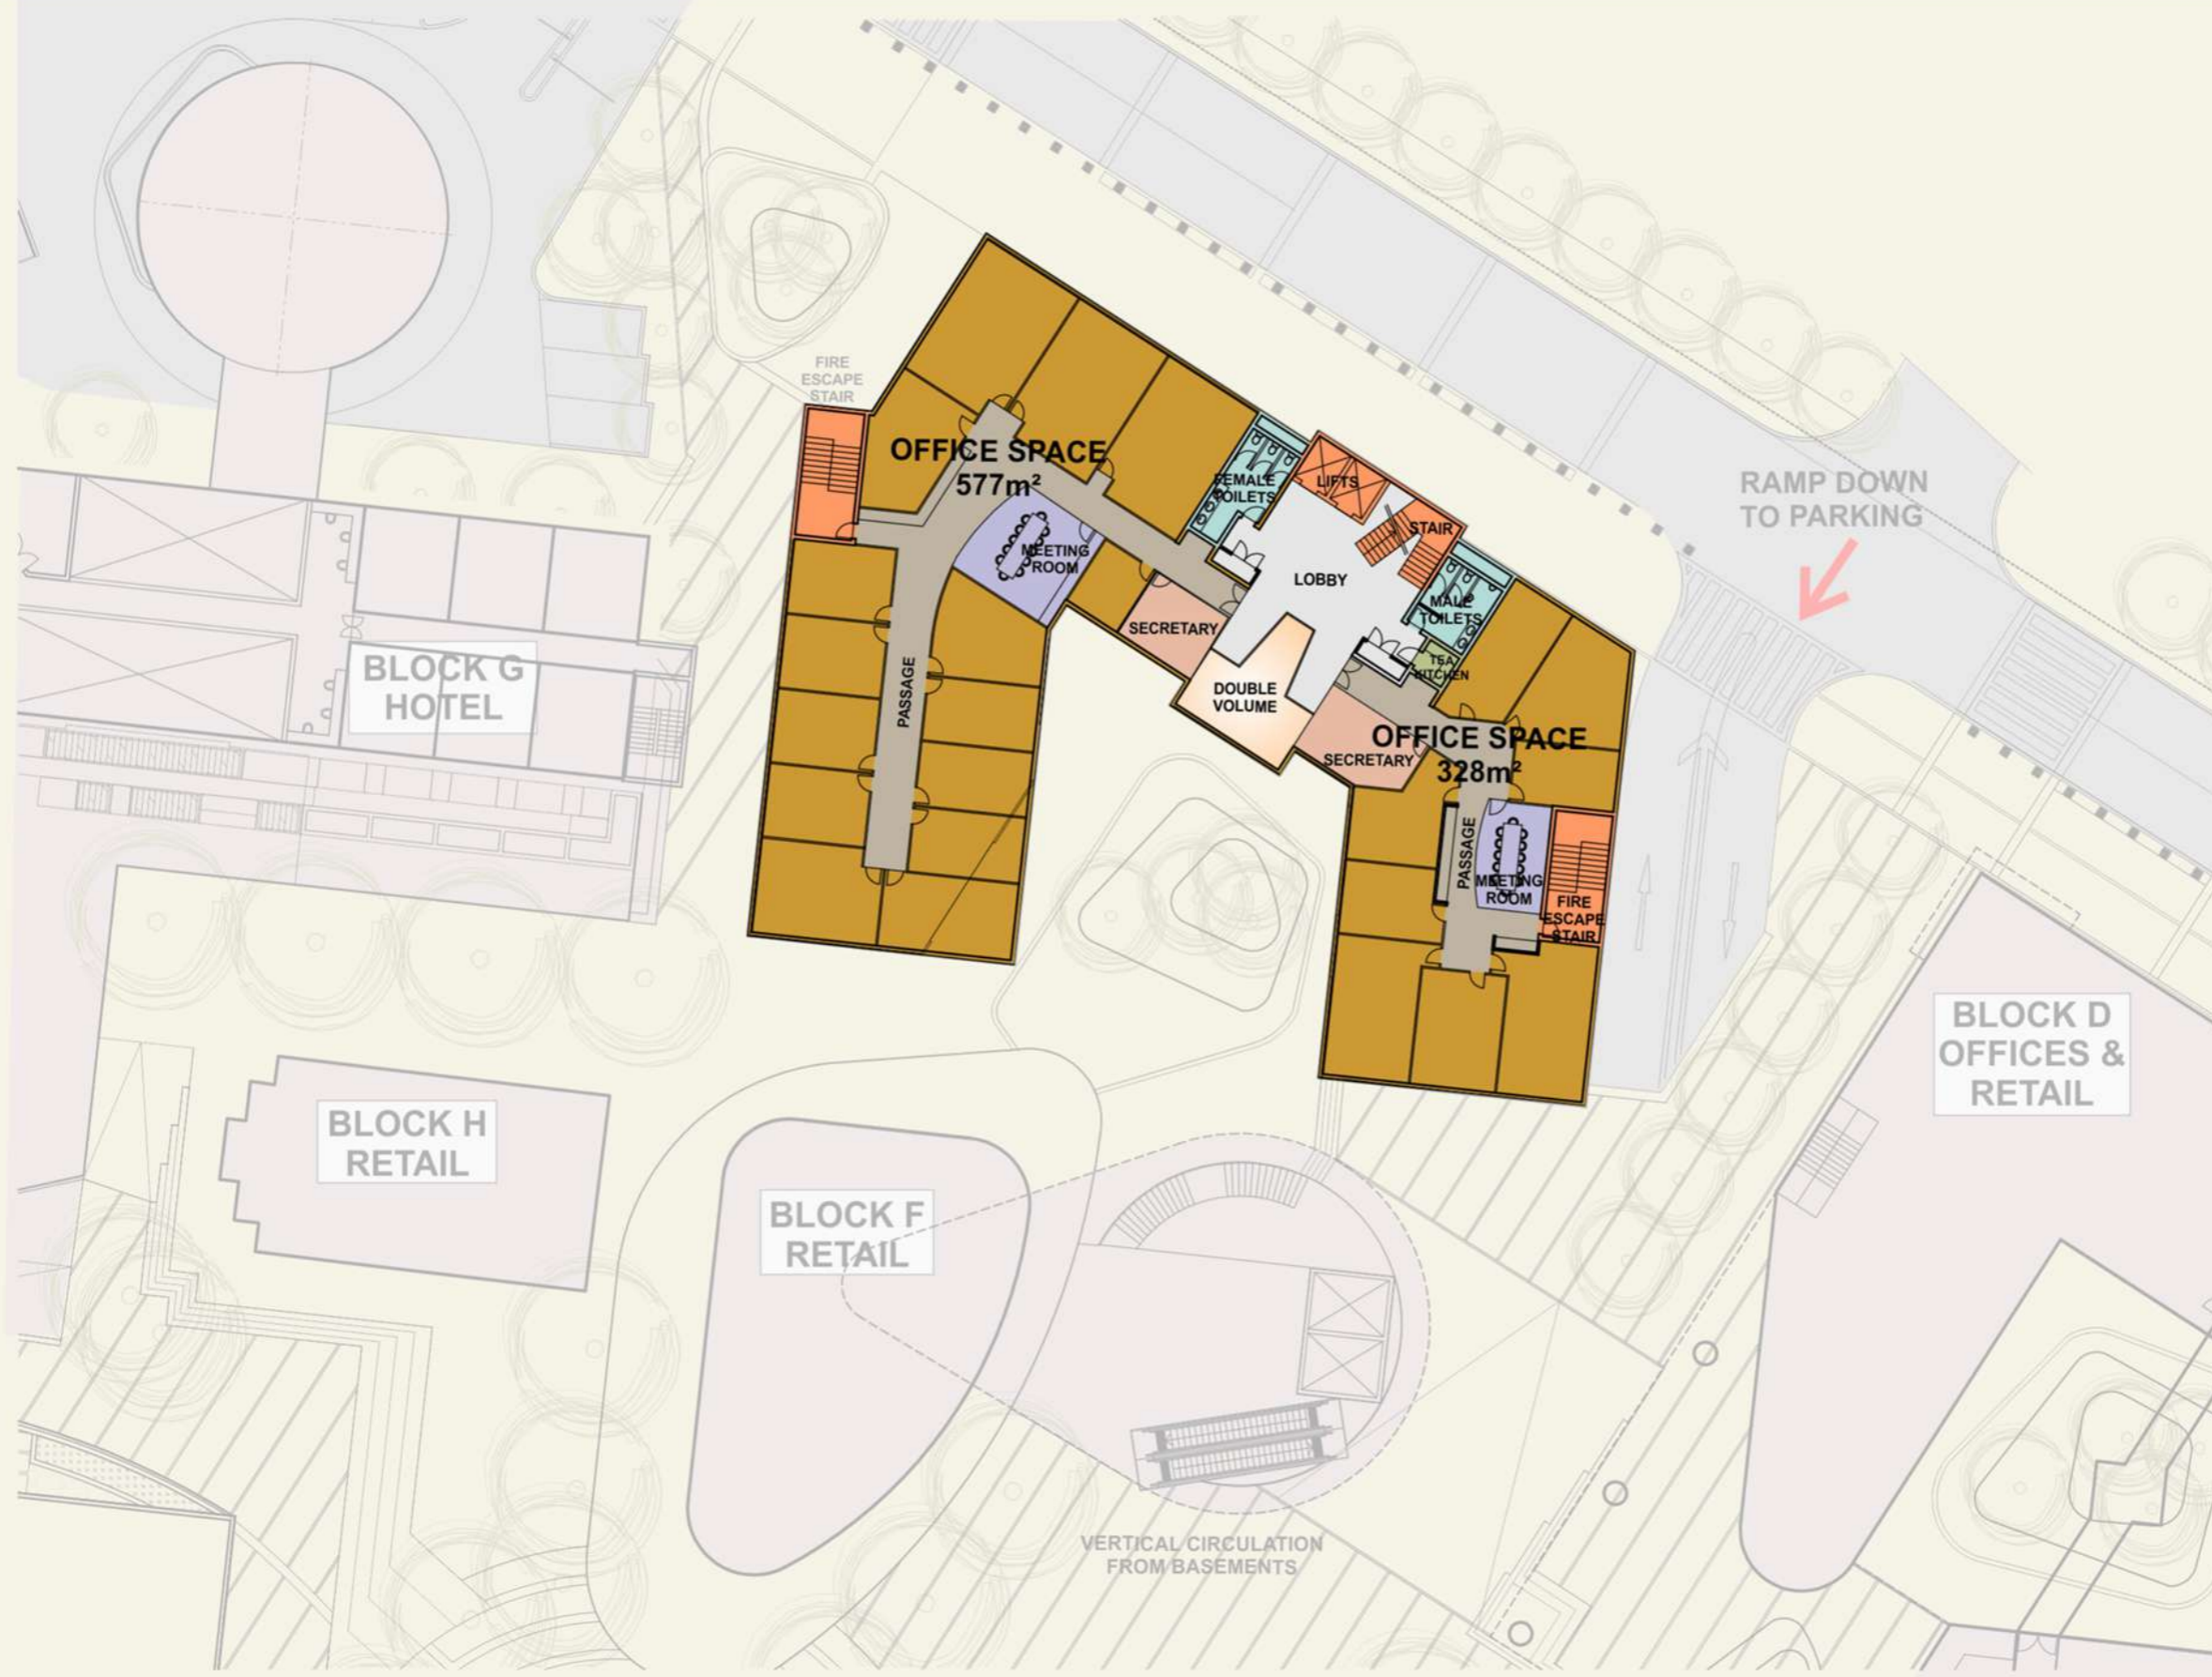 FIRE
ESCAPE
STAIR
OFFICE SPACE
577m²
FEMALE
TOILETS
LIFTS
STAIR
RAMP DOWN
TO PARKING
MEETING
ROOM
LOBBY
MALE
TOILETS
SECRETARY
TEA
KITCHEN
PASSAGE
DOUBLE
VOLUME
BLOCK G
HOTEL
OFFICE SPACE
328m²
SECRETARY
PASSAGE
MEETING
ROOM
FIRE
ESCAPE
STAIR
BLOCK D
OFFICES &
RETAIL
BLOCK H
RETAIL
BLOCK F
RETAIL
VERTICAL CIRCULATION
FROM BASEMENTS